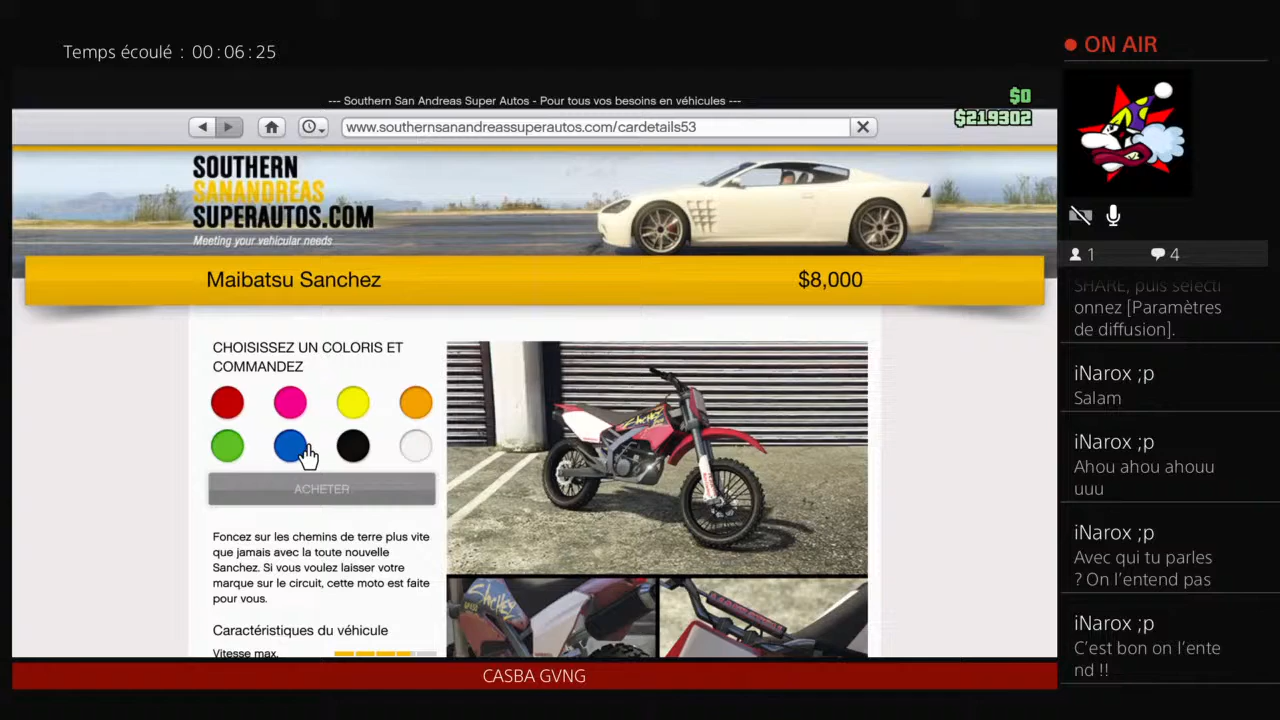 Temps écoulé : 00:06:25
ON AIR
--- Southern San Andreas Super Autos - Pour tous vos besoins en véhicules ---
$0
$219302
www.southernsanandreassuperautos.com/cardetails53
SOUTHERN
SANANDREAS
SUPERAUTOS.COM
Meeting your vehicular needs
Maibatsu Sanchez
$8,000
CHOISISSEZ UN COLORIS ET
COMMANDEZ
ACHETER
Foncez sur les chemins de terre plus vite
que jamais avec la toute nouvelle
Sanchez. Si vous voulez laisser votre
marque sur le circuit, cette moto est faite
pour vous.
Caractéristiques du véhicule
Vitesse max.
Sanchez
Sanchez
CASBA GVNG
1
4
SHARE, puis sélecti
onnez [Paramètres
de diffusion].
iNarox ;p
Salam
iNarox ;p
Ahou ahou ahouu
uuu
iNarox ;p
Avec qui tu parles
? On l'entend pas
iNarox ;p
C'est bon on l'ente
nd !!